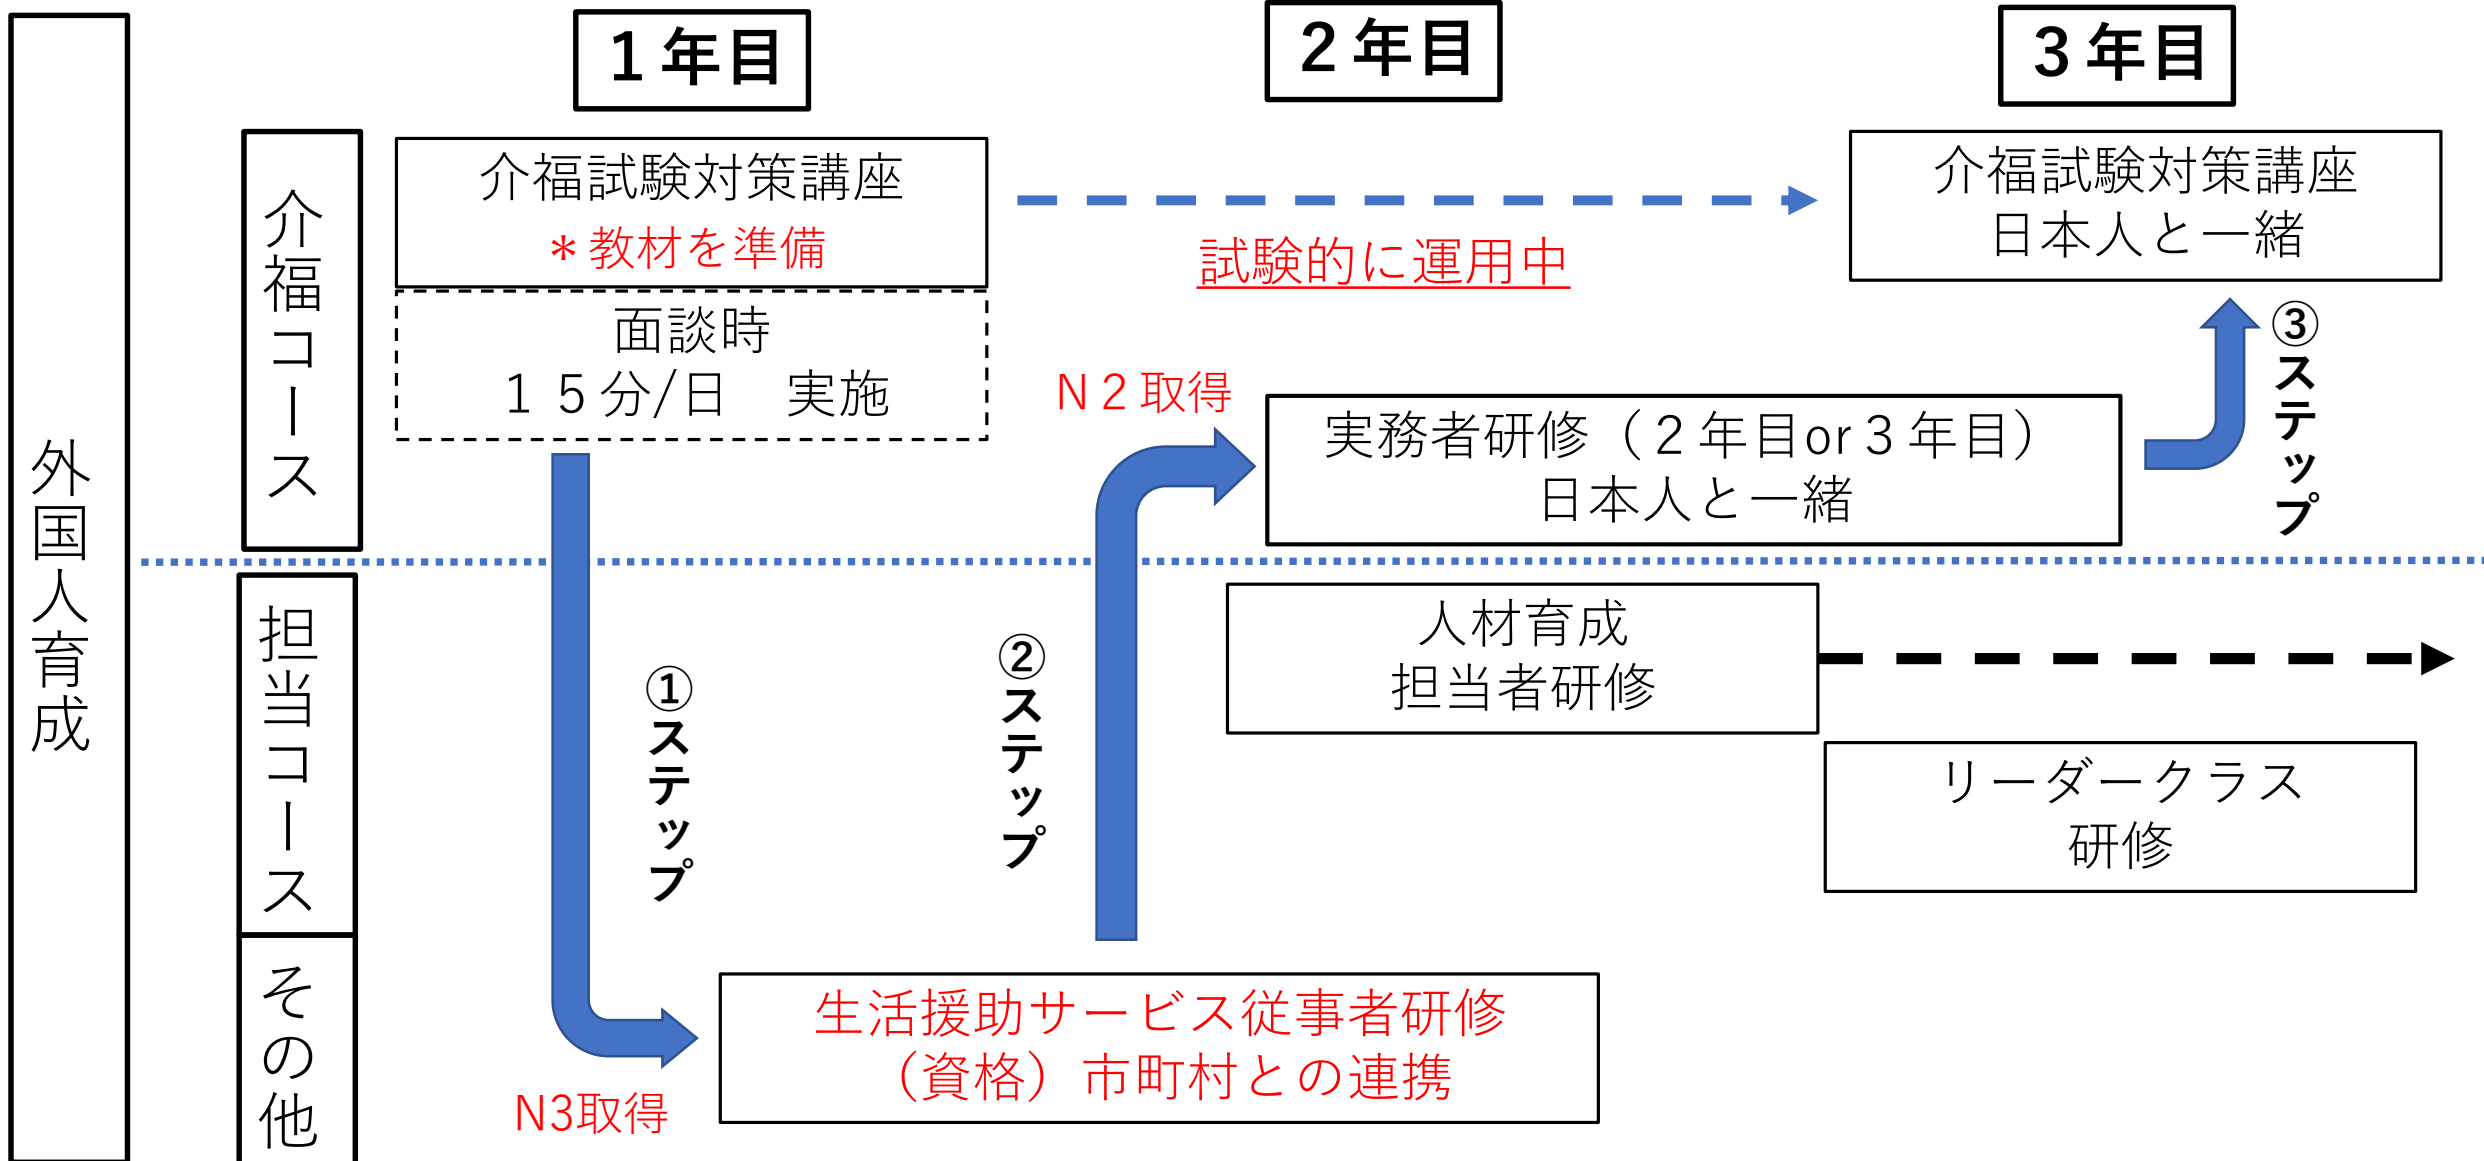 １年目
２年目
３年目
外国人育成
介福コース
介福試験対策講座
＊教材を準備
面談時
１５分/日　実施
試験的に運用中
介福試験対策講座
日本人と一緒
N２取得
実務者研修（２年目or３年目）
日本人と一緒
③ステップ
担当コース
①ステップ
②ステップ
人材育成
担当者研修
リーダークラス
研修
その他
生活援助サービス従事者研修
（資格）市町村との連携
N3取得